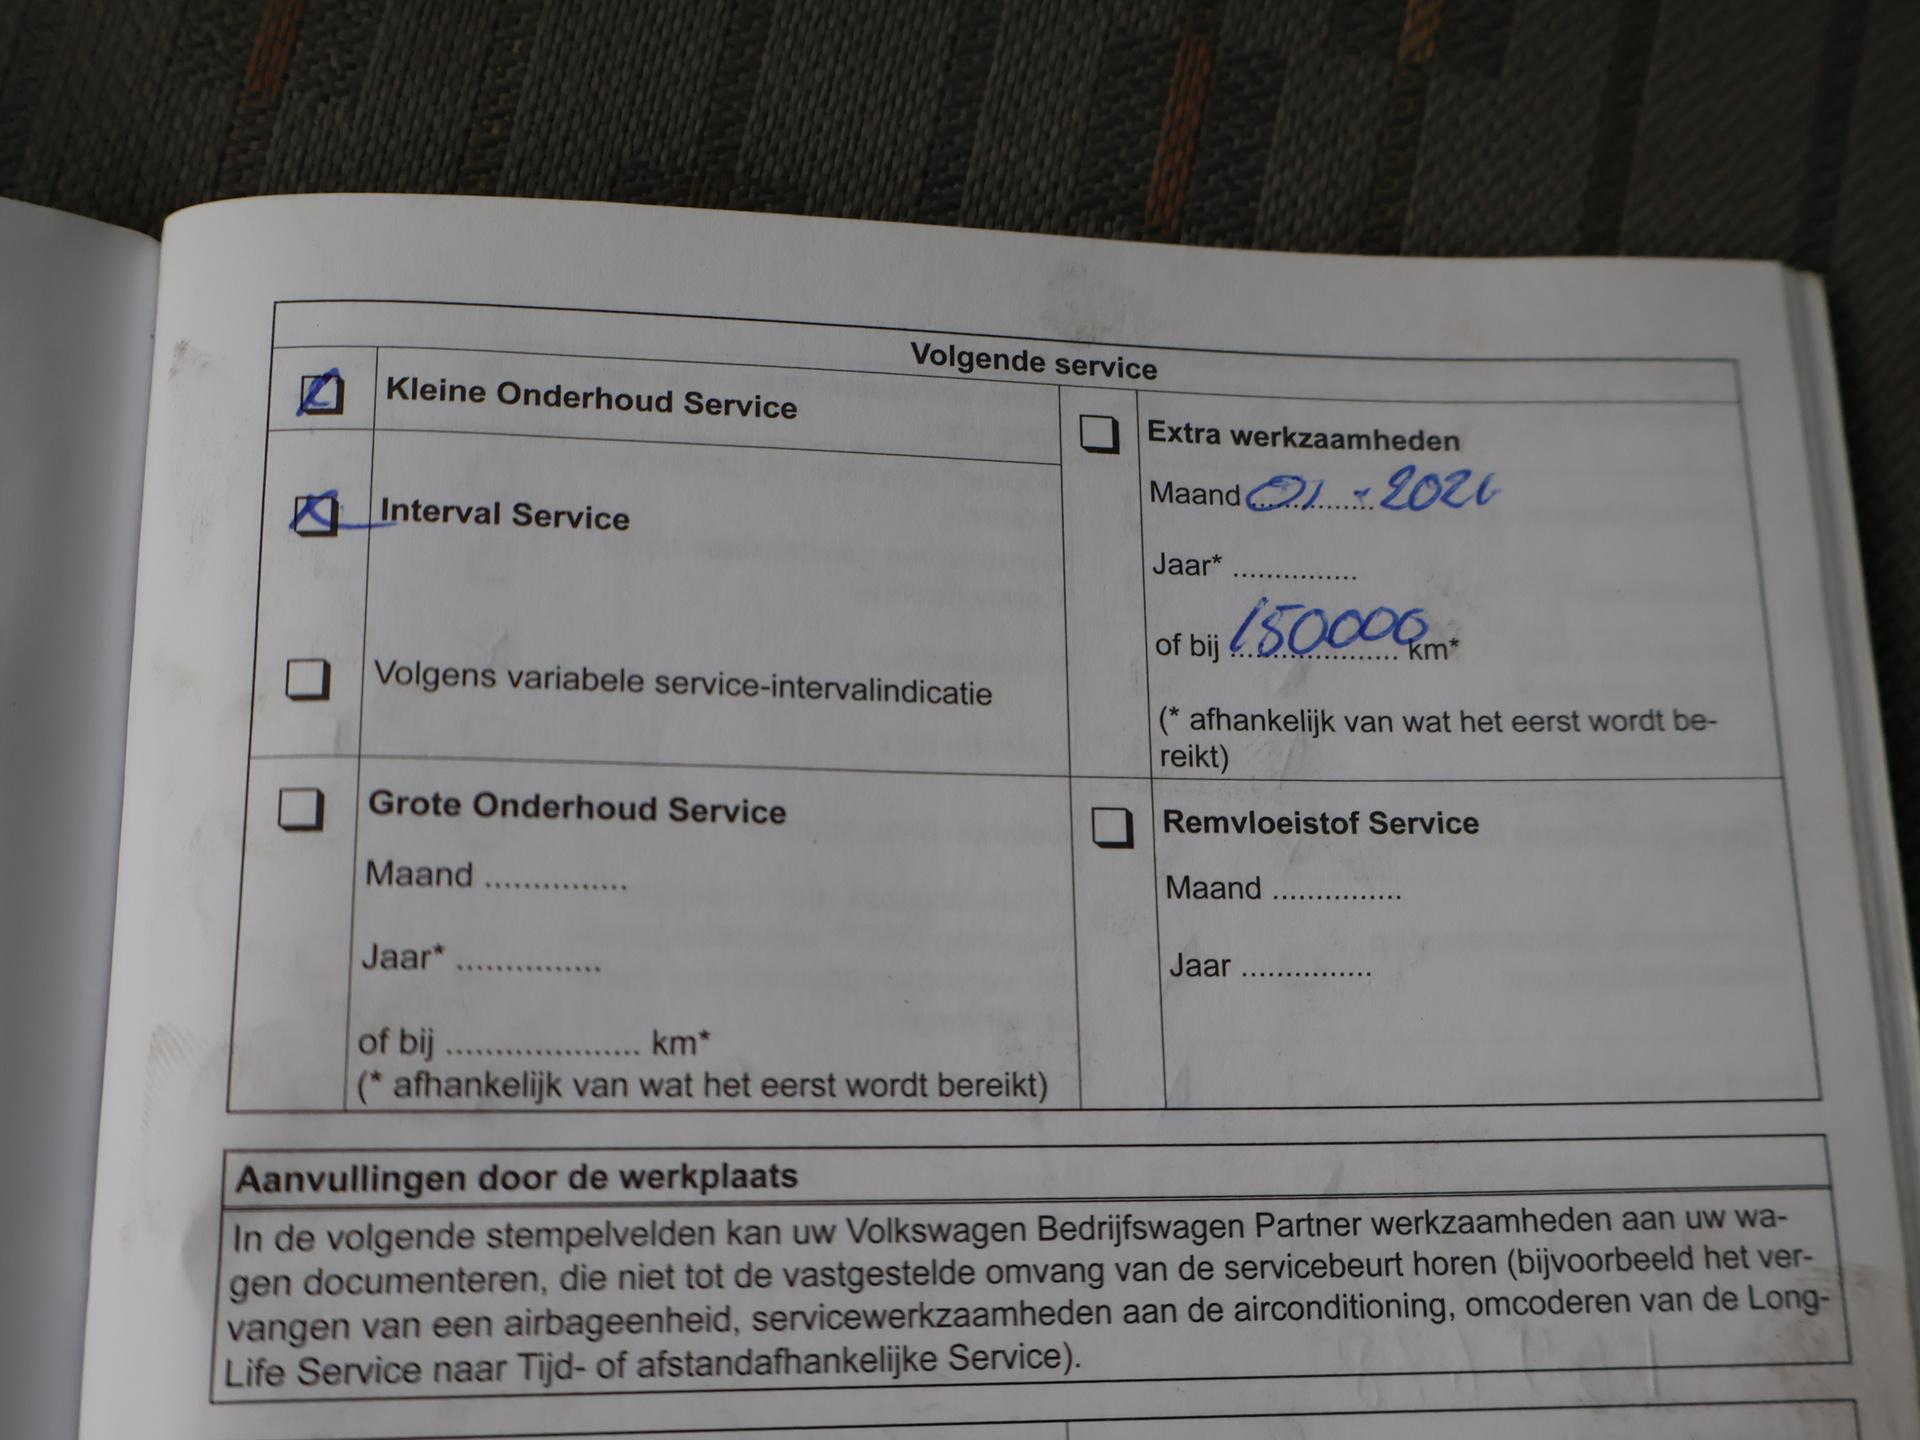 Volgende service
Kleine Onderhoud Service
Interval Service
Volgens variabele service-intervalindicatie
Extra werkzaamheden
Maand 01 - 2026
Jaar* ...............
of bij 150000 km*
(* afhankelijk van wat het eerst wordt be-
reikt)
Grote Onderhoud Service
Maand ...............
Jaar* ...............
of bij .................... km*
(* afhankelijk van wat het eerst wordt bereikt)
Remvloeistof Service
Maand ...............
Jaar ...............
Aanvullingen door de werkplaats
In de volgende stempelvelden kan uw Volkswagen Bedrijfswagen Partner werkzaamheden aan uw wa-
gen documenteren, die niet tot de vastgestelde omvang van de servicebeurt horen (bijvoorbeeld het ver-
vangen van een airbageenheid, servicewerkzaamheden aan de airconditioning, omcoderen van de Long-
Life Service naar Tijd- of afstandafhankelijke Service).